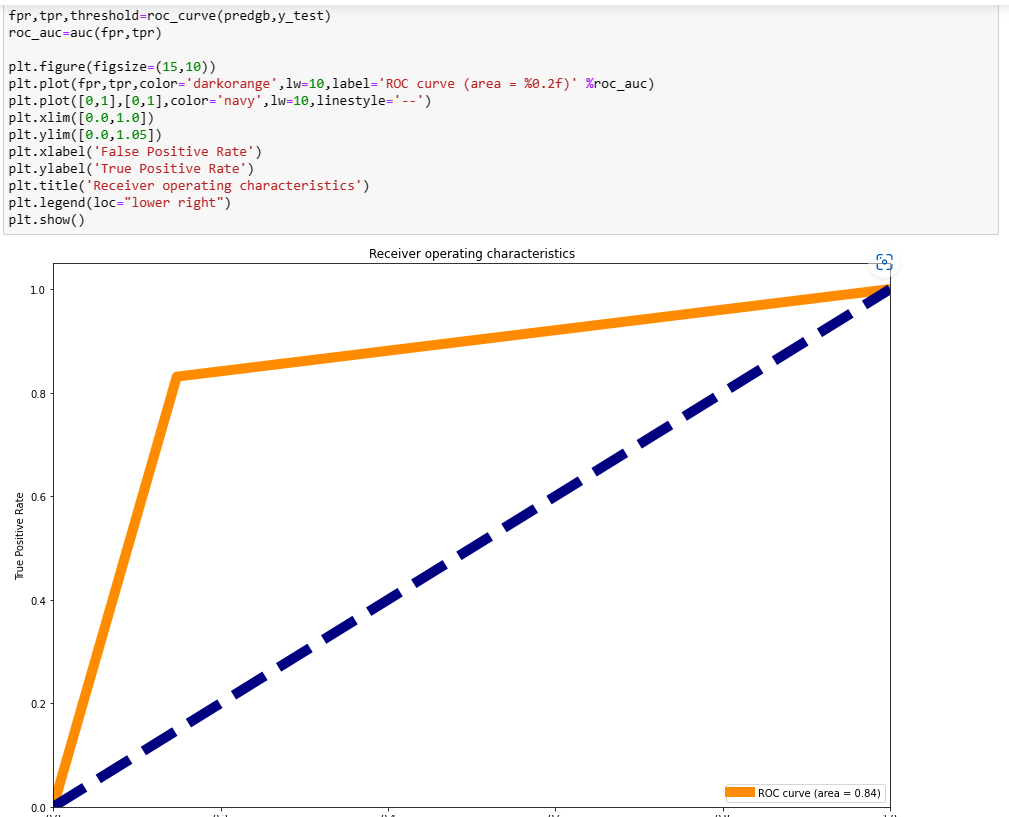 fpr,tpr,threshold=roc_curve(predgb,y_test)
roc_auc=auc(fpr,tpr)
plt.figure(figsize=(15,10))
plt.plot(fpr,tpr,color='darkorange',lw=10,label='ROC curve (area = %0.2f)' %roc_auc)
plt.plot([0,1],[0,1],color='navy',lw=10,linestyle='--')
plt.xlim([0.0,1.0])
plt.ylim([0.0,1.05])
plt.xlabel('False Positive Rate')
plt.ylabel('True Positive Rate')
plt.title('Receiver operating characteristics')
plt.legend(loc="lower right")
plt.show()
Receiver operating characteristics
1.0
0.8
0.6
True Positive Rate
0.4
0.2
ROC curve (area = 0.84)
0.0